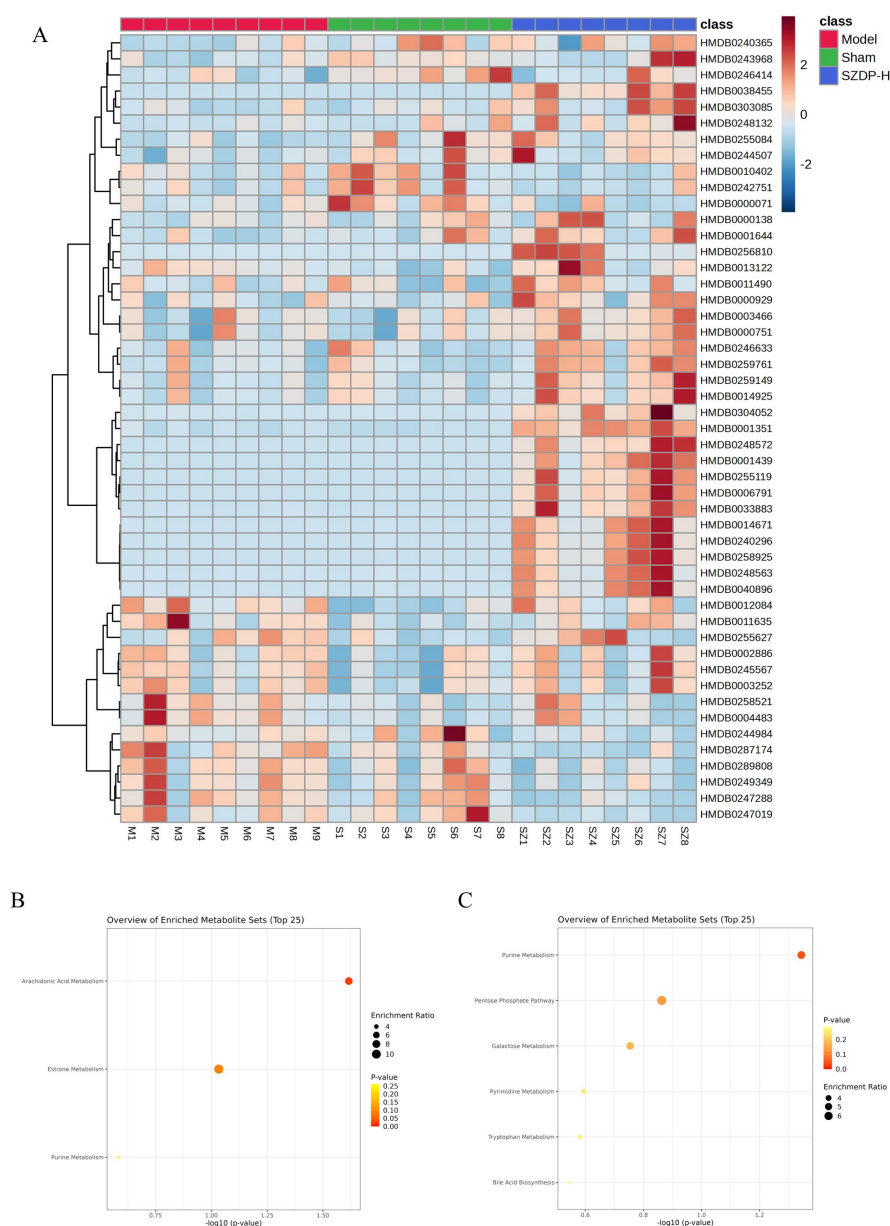 A
class
HMDB0240365
HMDB0243968
HMDB0246414
HMDB0038455
HMDB0303085
HMDB0248132
HMDB0255084
HMDB0244507
HMDB0010402
HMDB0242751
HMDB0000071
HMDB0000138
HMDB0001644
HMDB0256810
HMDB0013122
HMDB0011490
HMDB0000929
HMDB0003466
HMDB0000751
HMDB0246633
HMDB0259761
HMDB0259149
HMDB0014925
HMDB0304052
HMDB0001351
HMDB0248572
HMDB0001439
HMDB0255119
HMDB0006791
HMDB0033883
HMDB0014671
HMDB0240296
HMDB0258925
HMDB0248563
HMDB0040896
HMDB0012084
HMDB0011635
HMDB0255627
HMDB0002886
HMDB0245567
HMDB0003252
HMDB0258521
HMDB0004483
HMDB0244984
HMDB0287174
HMDB0289808
HMDB0249349
HMDB0247288
HMDB0247019
M1 M2 M3 M4 M5 M6 M7 M8 M9 S1 S2 S3 S4 S5 S6 S7 S8 SZ1 SZ2 SZ3 SZ4 SZ5 SZ6 SZ7 SZ8
2
0
-2
class
Model
Sham
SZDP-H
B
Overview of Enriched Metabolite Sets (Top 25)
Arachidonic Acid Metabolism
Estrone Metabolism
Purine Metabolism
0.75 1.00 1.25 1.50
-log10 (p-value)
Enrichment Ratio
4
6
8
10
P-value
0.25
0.20
0.15
0.10
0.05
0.00
C
Overview of Enriched Metabolite Sets (Top 25)
Purine Metabolism
Pentose Phosphate Pathway
Galactose Metabolism
Pyrimidine Metabolism
Tryptophan Metabolism
Bile Acid Biosynthesis
0.6 0.8 1.0 1.2
-log10 (p-value)
P-value
0.2
0.1
0.0
Enrichment Ratio
4
5
6